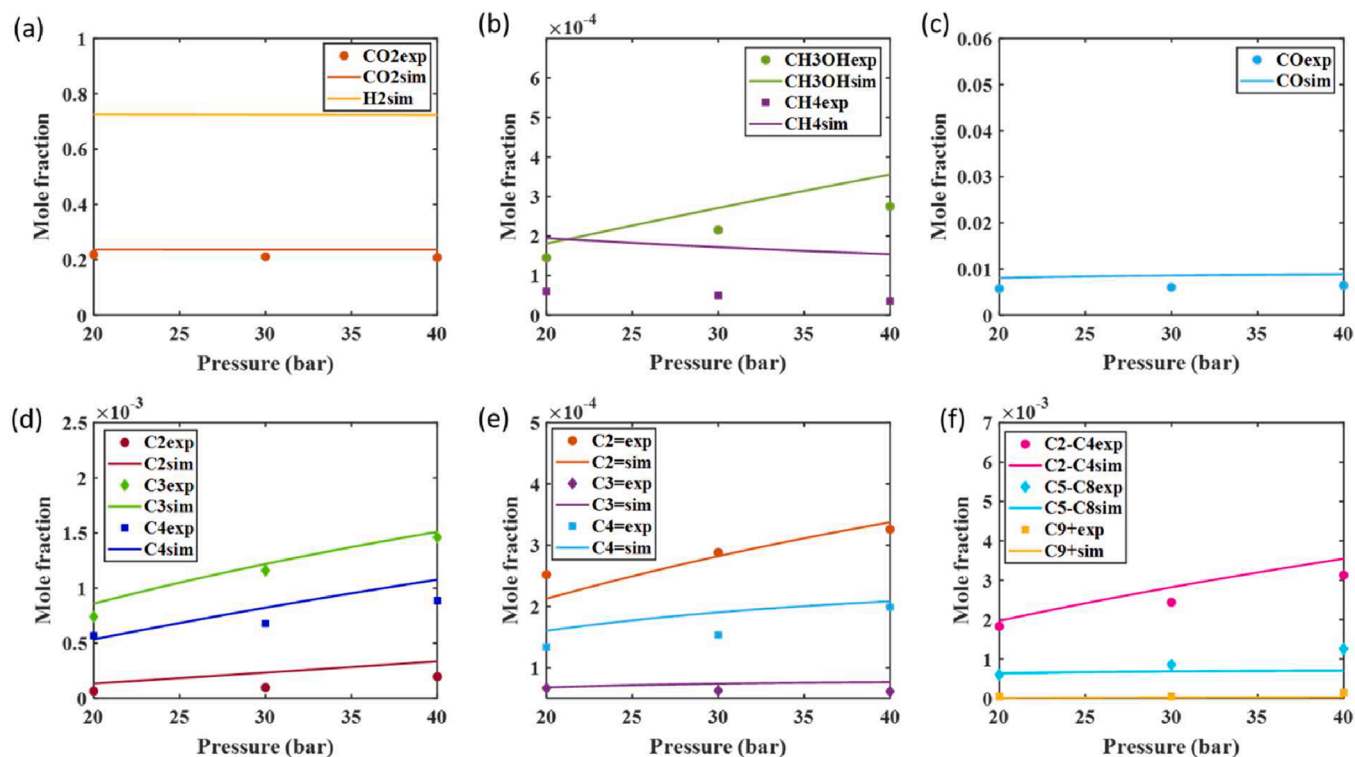 (a)
Mole fraction
1
0.8
0.6
0.4
0.2
0
CO2exp
CO2sim
H2sim
20 25 30 35 40
Pressure (bar)
(b)
×10-4
Mole fraction
6
5
4
3
2
1
0
CH3OHexp
CH3OHsim
CH4exp
CH4sim
20 25 30 35 40
Pressure (bar)
(c)
Mole fraction
0.06
0.05
0.04
0.03
0.02
0.01
0
COexp
COsim
20 25 30 35 40
Pressure (bar)
(d)
×10-3
Mole fraction
2.5
2
1.5
1
0.5
0
C2exp
C2sim
C3exp
C3sim
C4exp
C4sim
20 25 30 35 40
Pressure (bar)
(e)
×10-4
Mole fraction
5
4
3
2
1
0
C2=exp
C2=sim
C3=exp
C3=sim
C4=exp
C4=sim
20 25 30 35 40
Pressure (bar)
(f)
×10-3
Mole fraction
7
6
5
4
3
2
1
0
C2-C4exp
C2-C4sim
C5-C8exp
C5-C8sim
C9+exp
C9+sim
20 25 30 35 40
Pressure (bar)